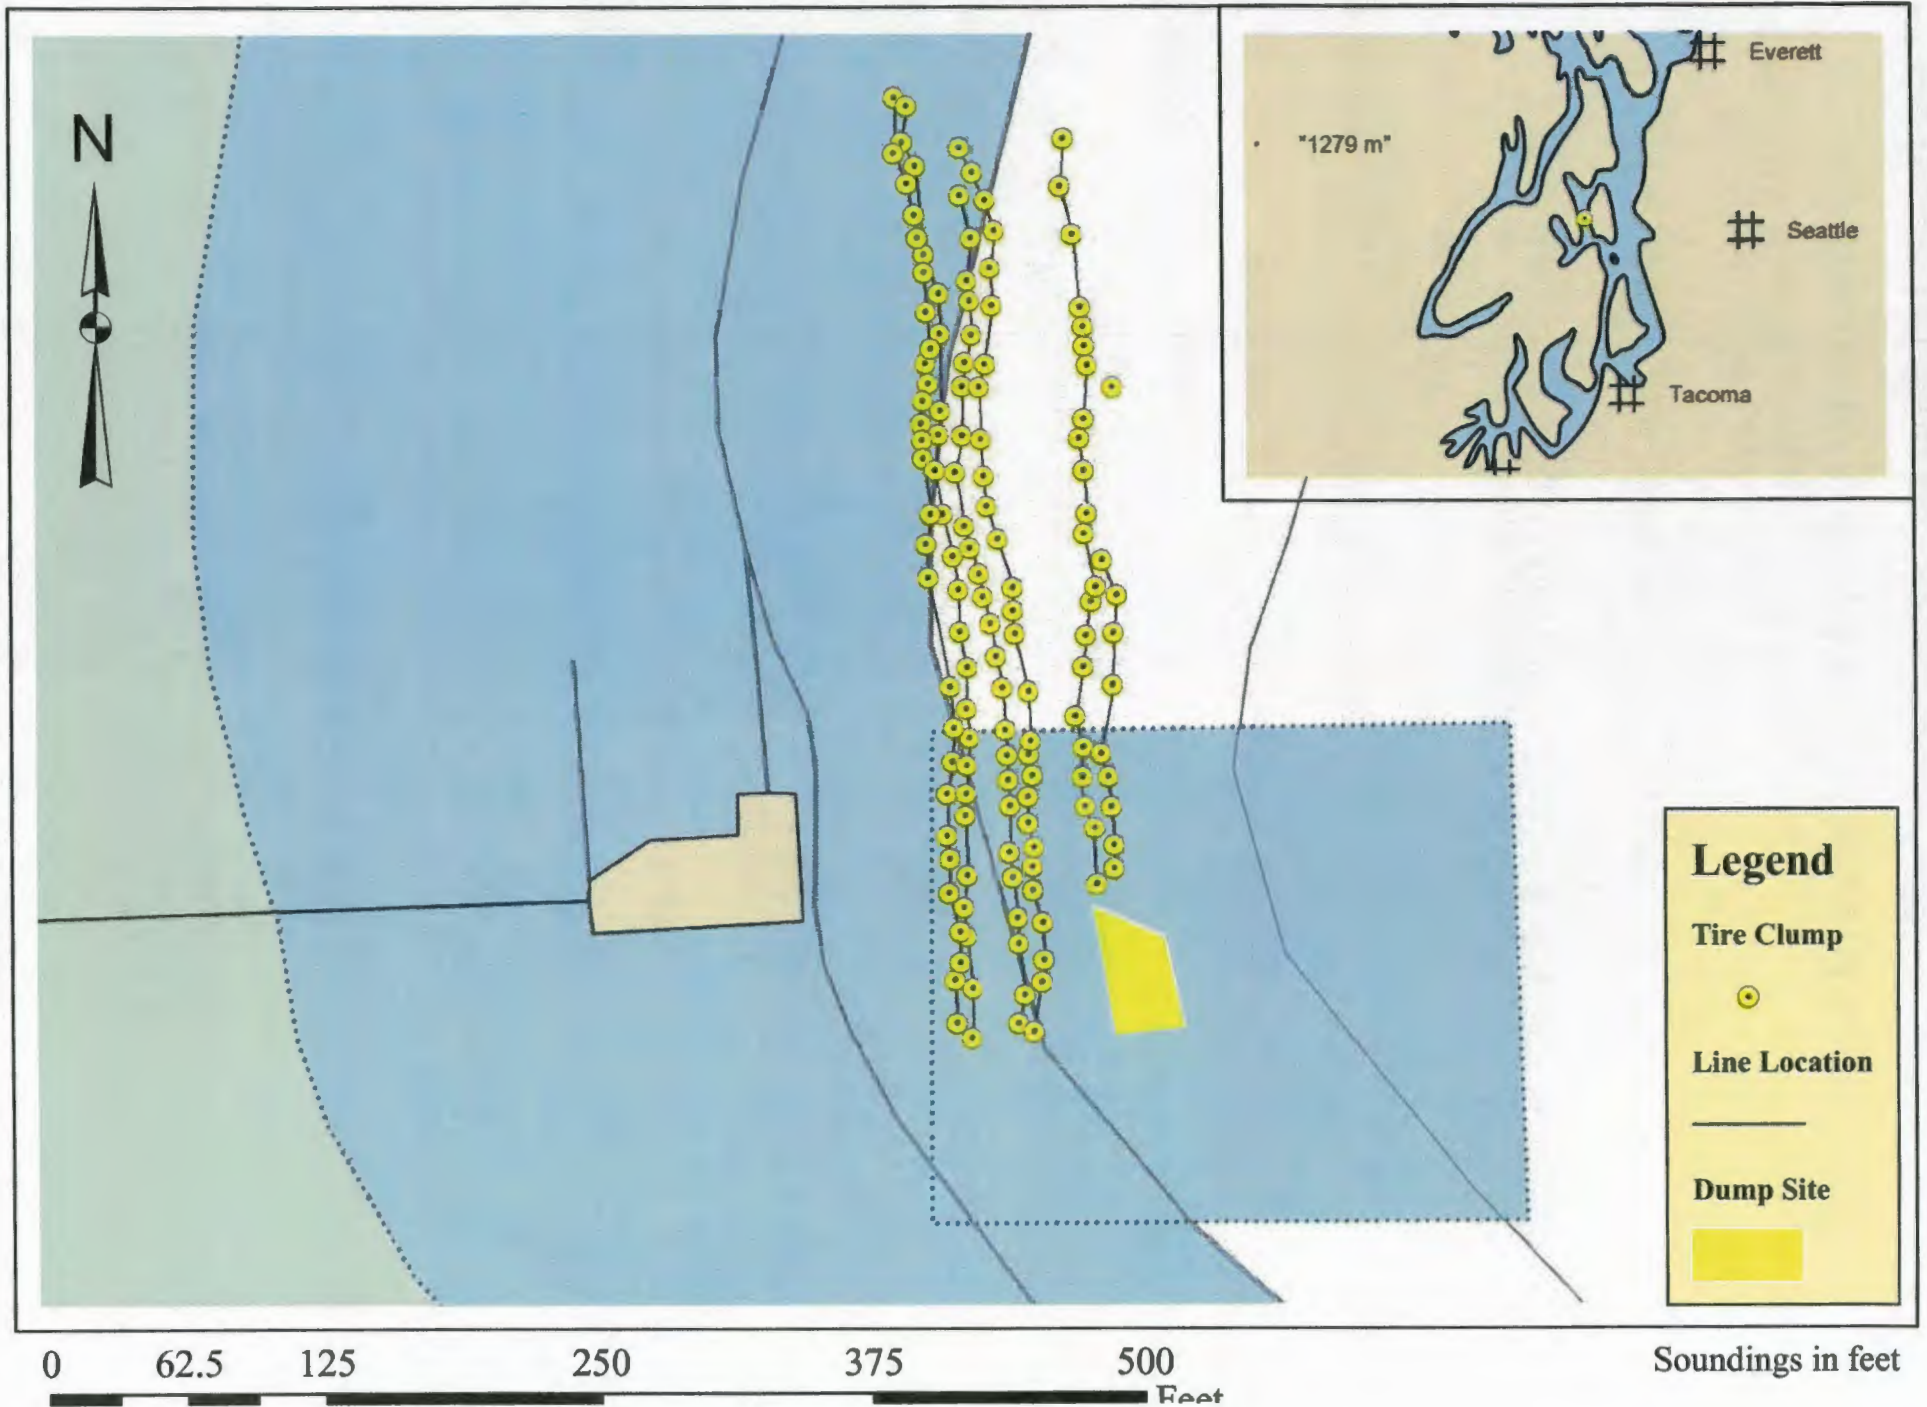 N
Everett
"1279 m"
Seattle
Tacoma
Legend
Tire Clump
Line Location
Dump Site
0 62.5 125 250 375 500
Feet
Soundings in feet